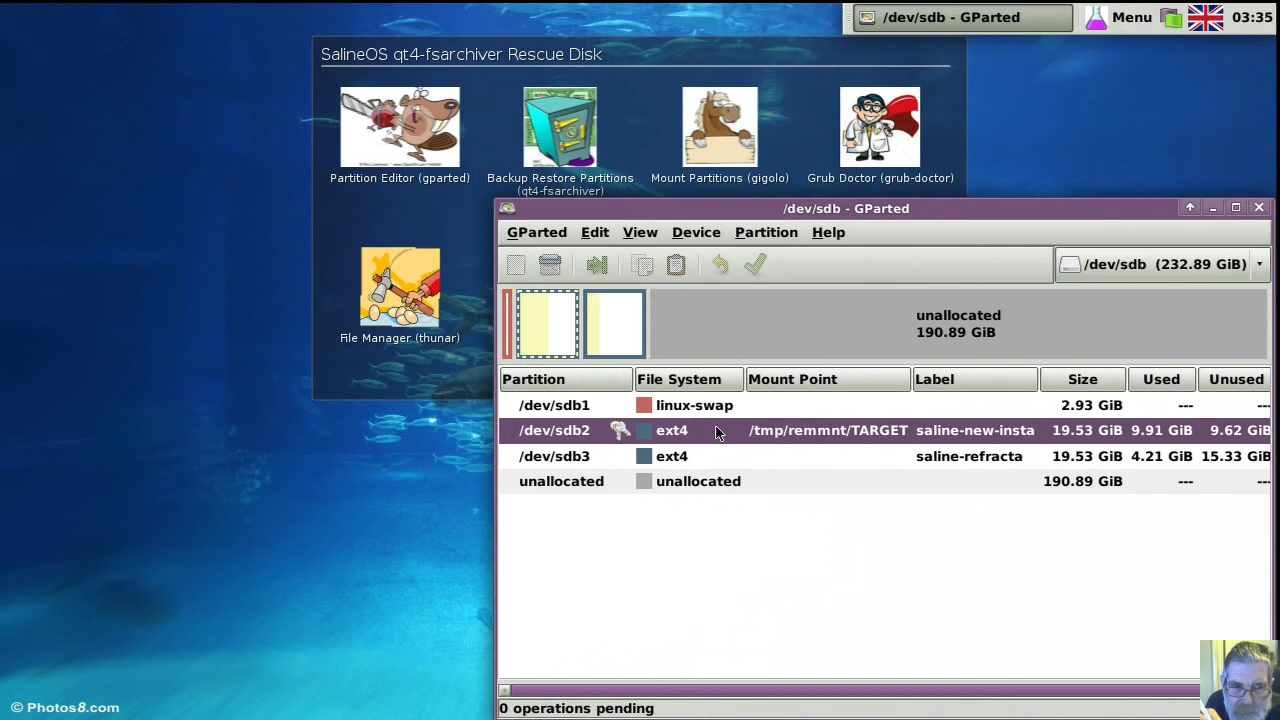 /dev/sdb - GParted
Menu
03:35
SalineOS qt4-fsarchiver Rescue Disk
Partition Editor (gparted)
Backup Restore Partitions
(qt4-fsarchiver)
Mount Partitions (gigolo)
Grub Doctor (grub-doctor)
File Manager (thunar)
/dev/sdb - GParted
GParted Edit View Device Partition Help
/dev/sdb (232.89 GiB)
unallocated
190.89 GiB
Partition File System Mount Point Label Size Used Unused
/dev/sdb1 linux-swap 2.93 GiB --- ---
/dev/sdb2 ext4 /tmp/remmnt/TARGET saline-new-insta 19.53 GiB 9.91 GiB 9.62 GiB
/dev/sdb3 ext4 saline-refracta 19.53 GiB 4.21 GiB 15.33 GiB
unallocated unallocated 190.89 GiB --- ---
0 operations pending
© Photos8.com